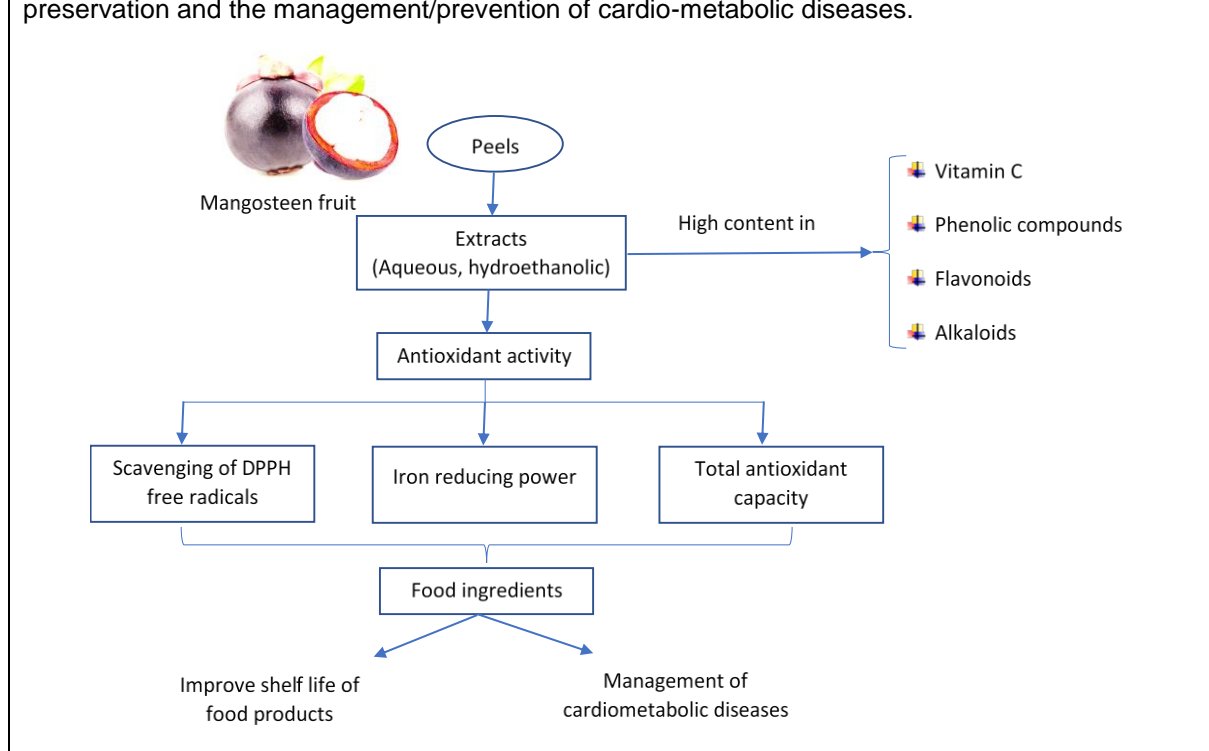 preservation and the management/prevention of cardio-metabolic diseases.
Peels
Mangosteen fruit
Extracts
(Aqueous, hydroethanolic)
High content in
Vitamin C
Phenolic compounds
Flavonoids
Alkaloids
Antioxidant activity
Scavenging of DPPH
free radicals
Iron reducing power
Total antioxidant
capacity
Food ingredients
Improve shelf life of
food products
Management of
cardiometabolic diseases